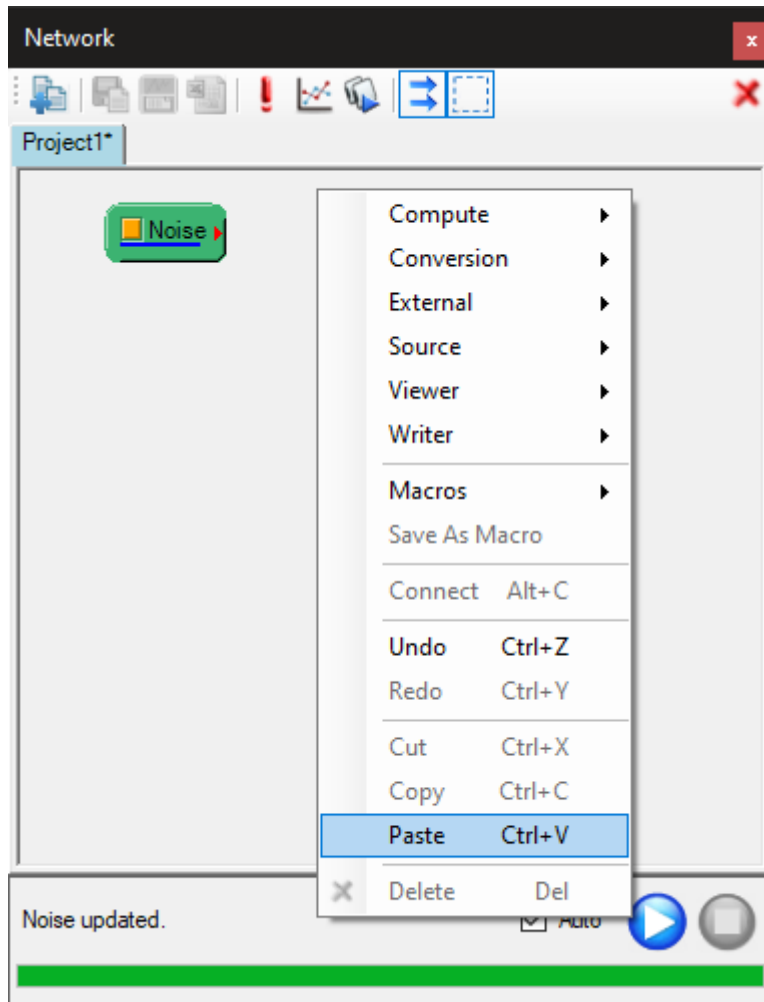 Network
x
Project1*
Noise
Compute
Conversion
External
Source
Viewer
Writer
Macros
Save As Macro
Connect Alt+C
Undo Ctrl+Z
Redo Ctrl+Y
Cut Ctrl+X
Copy Ctrl+C
Paste Ctrl+V
Delete Del
Noise updated.
Auto